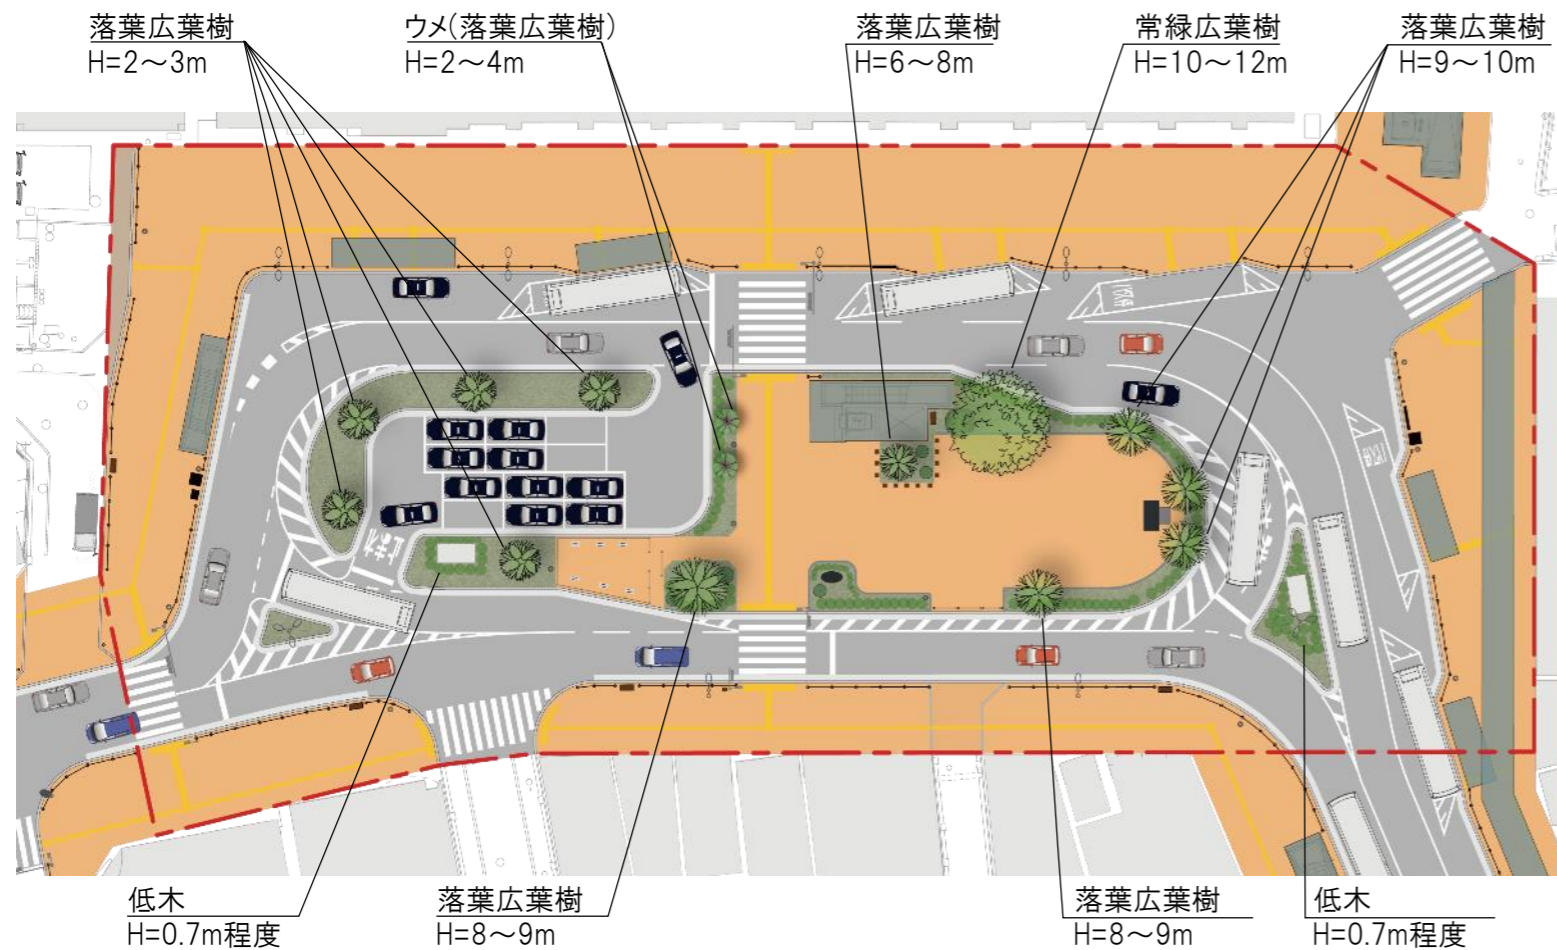 落葉広葉樹
H=2～3m
ウメ(落葉広葉樹)
H=2～4m
落葉広葉樹
H=6～8m
常緑広葉樹
H=10～12m
落葉広葉樹
H=9～10m
低木
H=0.7m程度
落葉広葉樹
H=8～9m
落葉広葉樹
H=8～9m
低木
H=0.7m程度